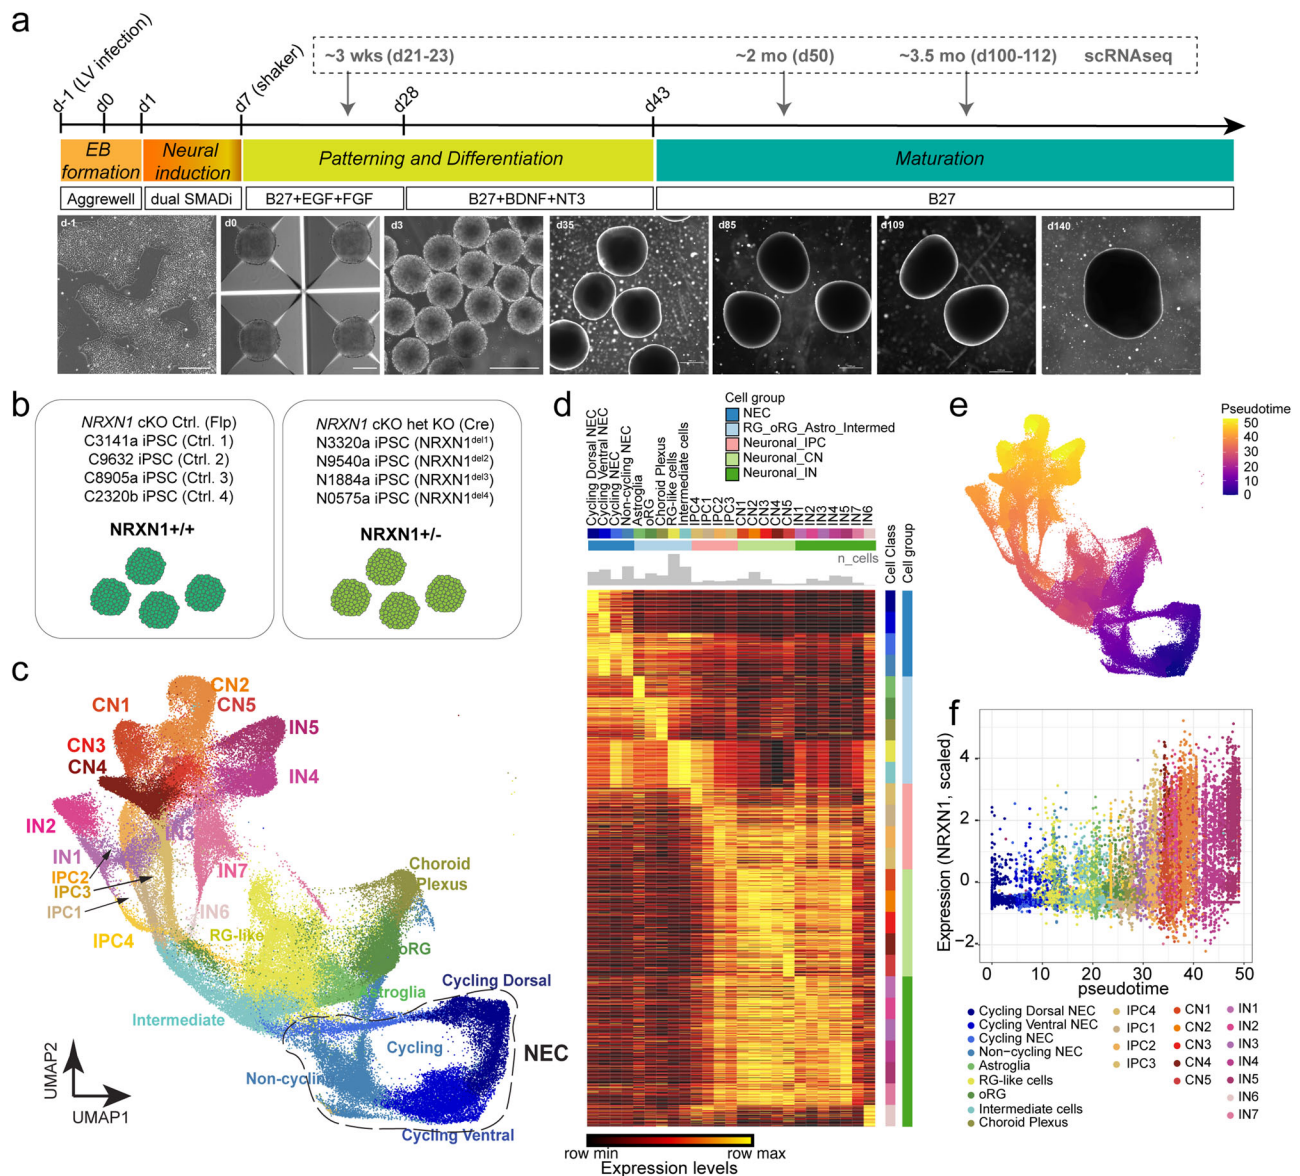 a
d-1 (LV infection)
d0
d1
d7 (shaker)
~3 wks (d21-23)
d28
d43
~2 mo (d50)
~3.5 mo (d100-112)
scRNAseq
EB
formation
Neural
induction
Patterning and Differentiation
Maturation
Aggrewell
dual SMADi
B27+EGF+FGF
B27+BDNF+NT3
B27
d-1
d0
d3
d35
d85
d109
d140
b
NRXN1 cKO Ctrl. (Flp)
C3141a iPSC (Ctrl. 1)
C9632 iPSC (Ctrl. 2)
C8905a iPSC (Ctrl. 3)
C2320b iPSC (Ctrl. 4)
NRXN1+/+
NRXN1 cKO het KO (Cre)
N3320a iPSC (NRXN1del1)
N9540a iPSC (NRXN1del2)
N1884a iPSC (NRXN1del3)
N0575a iPSC (NRXN1del4)
NRXN1+/-
c
CN2
CN1
CN5
CN3
CN4
IN5
IN4
IN2
IN3
IN1
IPC2
IPC3
IPC1
IN7
IN6
IPC4
RG-like
Choroid
Plexus
oRG
Astroglia
Intermediate
Cycling Dorsal
Cycling
Non-cycling
NEC
Cycling Ventral
UMAP2
UMAP1
d
Cell group
NEC
RG_oRG_Astro_Intermed
Neuronal_IPC
Neuronal_CN
Neuronal_IN
Cycling Dorsal NEC
Cycling Ventral NEC
Cycling NEC
Non-cycling NEC
Astroglia
oRG
Choroid Plexus
RG-like cells
Intermediate cells
IPC4
IPC1
IPC2
IPC3
CN1
CN2
CN3
CN4
CN5
IN1
IN2
IN3
IN4
IN5
IN7
IN6
n_cells
Cell Class
Cell group
row min
row max
Expression levels
e
Pseudotime
50
40
30
20
10
0
f
Expression (NRXN1, scaled)
4
2
0
−2
0
10
20
30
40
50
pseudotime
Cycling Dorsal NEC
Cycling Ventral NEC
Cycling NEC
Non−cycling NEC
Astroglia
RG-like cells
oRG
Intermediate cells
Choroid Plexus
IPC4
IPC1
IPC2
IPC3
CN1
CN2
CN3
CN4
CN5
IN1
IN2
IN3
IN4
IN5
IN6
IN7